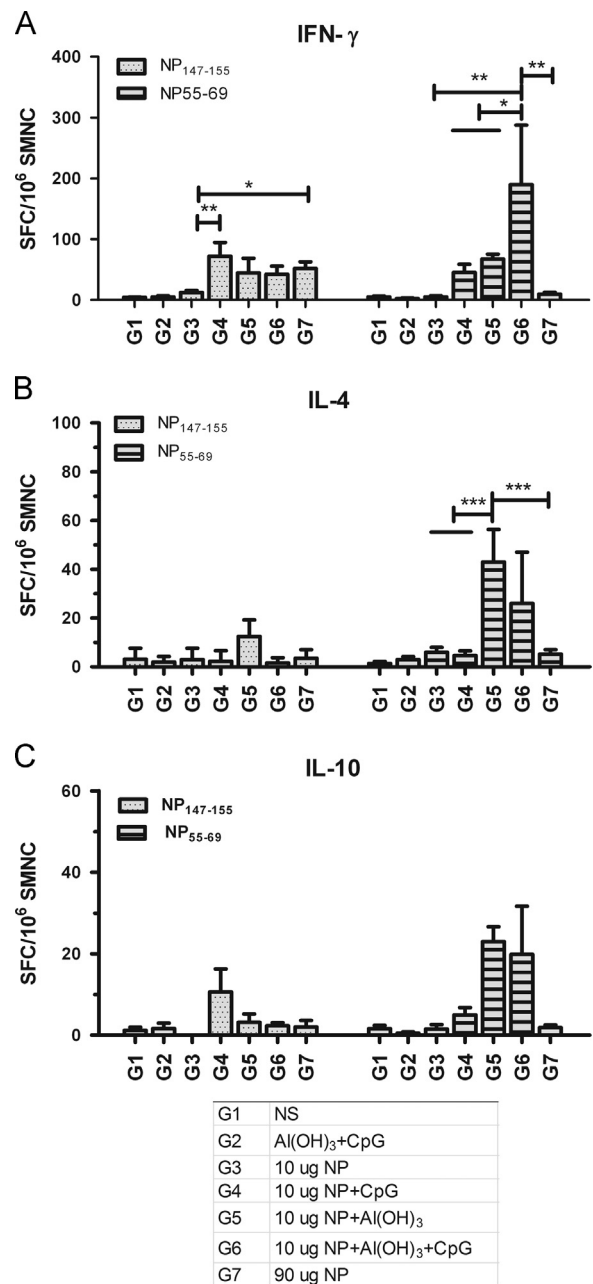 A
IFN- γ
NP147-155
NP55-69
SFC/10^6 SMNC
400
300
200
100
0
**
*
**
*
**
G1 G2 G3 G4 G5 G6 G7 G1 G2 G3 G4 G5 G6 G7
B
IL-4
NP147-155
NP55-69
SFC/10^6 SMNC
100
80
60
40
20
0
***
***
G1 G2 G3 G4 G5 G6 G7 G1 G2 G3 G4 G5 G6 G7
C
IL-10
NP147-155
NP55-69
SFC/10^6 SMNC
60
40
20
0
G1 G2 G3 G4 G5 G6 G7 G1 G2 G3 G4 G5 G6 G7
G1 NS
G2 Al(OH)3+CpG
G3 10 ug NP
G4 10 ug NP+CpG
G5 10 ug NP+Al(OH)3
G6 10 ug NP+Al(OH)3+CpG
G7 90 ug NP